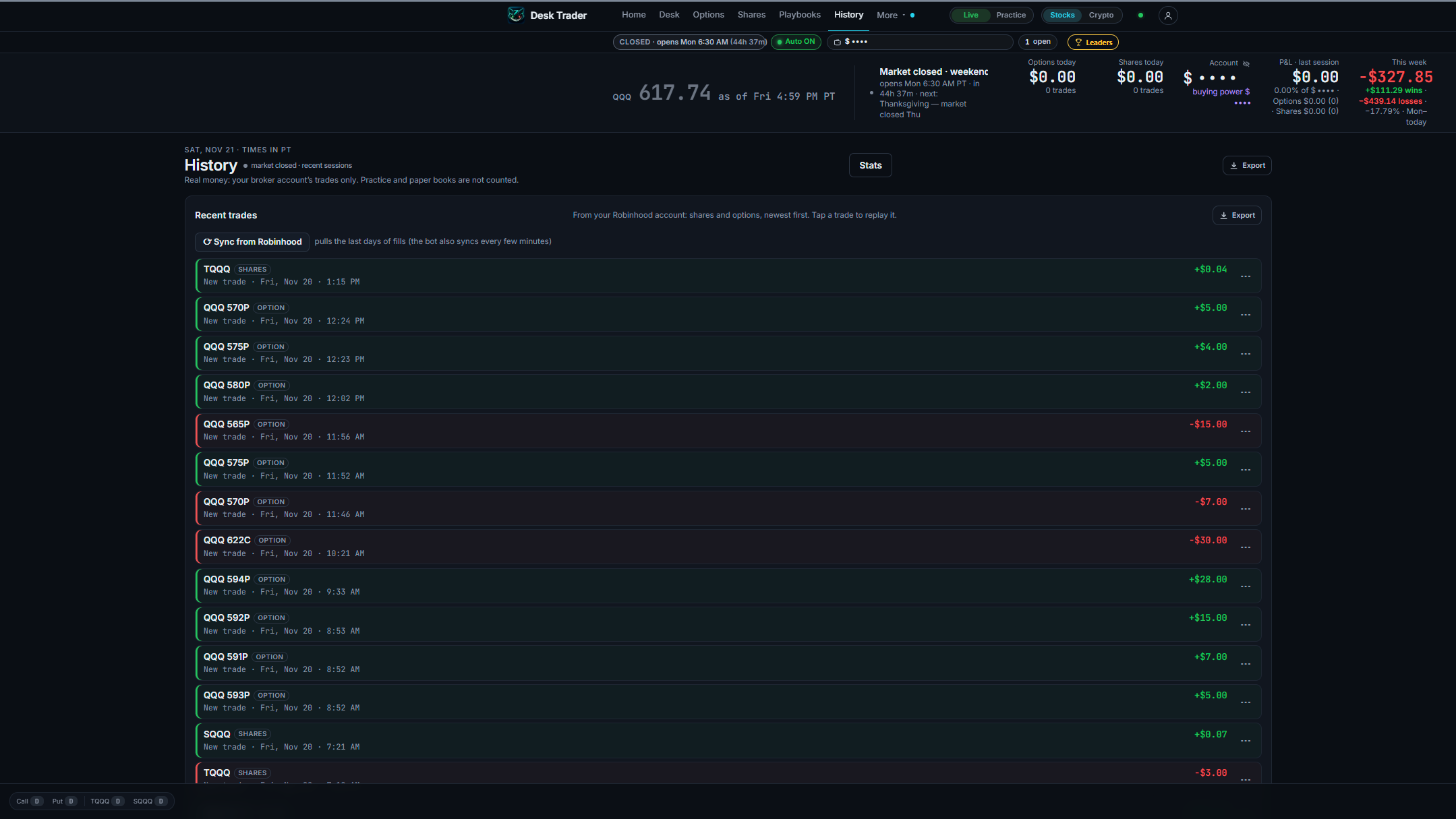 Desk Trader
Home Desk Options Shares Playbooks History More
Live Practice
Stocks Crypto
CLOSED · opens Mon 6:30 AM (44h 37m)
Auto ON
$ ••••
1 open
Leaders
QQQ 617.74 as of Fri 4:59 PM PT
Market closed · weekend
opens Mon 6:30 AM PT · in
44h 37m · next:
Thanksgiving — market
closed Thu
Options today
$0.00
0 trades
Shares today
$0.00
0 trades
Account
$ ••••
buying power $
••••
P&L · last session
$0.00
0.00% of $ •••• ·
Options $0.00 (0)
· Shares $0.00 (0)
This week
-$327.85
+$111.29 wins ·
-$439.14 losses ·
-17.79% · Mon–
today
SAT, NOV 21 · TIMES IN PT
History market closed · recent sessions
Real money: your broker account's trades only. Practice and paper books are not counted.
Stats
Export
Recent trades
From your Robinhood account: shares and options, newest first. Tap a trade to replay it.
Export
Sync from Robinhood pulls the last days of fills (the bot also syncs every few minutes)
TQQQ SHARES +$0.04 ...
New trade · Fri, Nov 20 · 1:15 PM
QQQ 570P OPTION +$5.00 ...
New trade · Fri, Nov 20 · 12:24 PM
QQQ 575P OPTION +$4.00 ...
New trade · Fri, Nov 20 · 12:23 PM
QQQ 580P OPTION +$2.00 ...
New trade · Fri, Nov 20 · 12:02 PM
QQQ 565P OPTION -$15.00 ...
New trade · Fri, Nov 20 · 11:56 AM
QQQ 575P OPTION +$5.00 ...
New trade · Fri, Nov 20 · 11:52 AM
QQQ 570P OPTION -$7.00 ...
New trade · Fri, Nov 20 · 11:46 AM
QQQ 622C OPTION -$30.00 ...
New trade · Fri, Nov 20 · 10:21 AM
QQQ 594P OPTION +$28.00 ...
New trade · Fri, Nov 20 · 9:33 AM
QQQ 592P OPTION +$15.00 ...
New trade · Fri, Nov 20 · 8:53 AM
QQQ 591P OPTION +$7.00 ...
New trade · Fri, Nov 20 · 8:52 AM
QQQ 593P OPTION +$5.00 ...
New trade · Fri, Nov 20 · 8:52 AM
SQQQ SHARES +$0.07 ...
New trade · Fri, Nov 20 · 7:21 AM
TQQQ SHARES -$3.00 ...
Call 0 Put 0 TQQQ 0 SQQQ 0